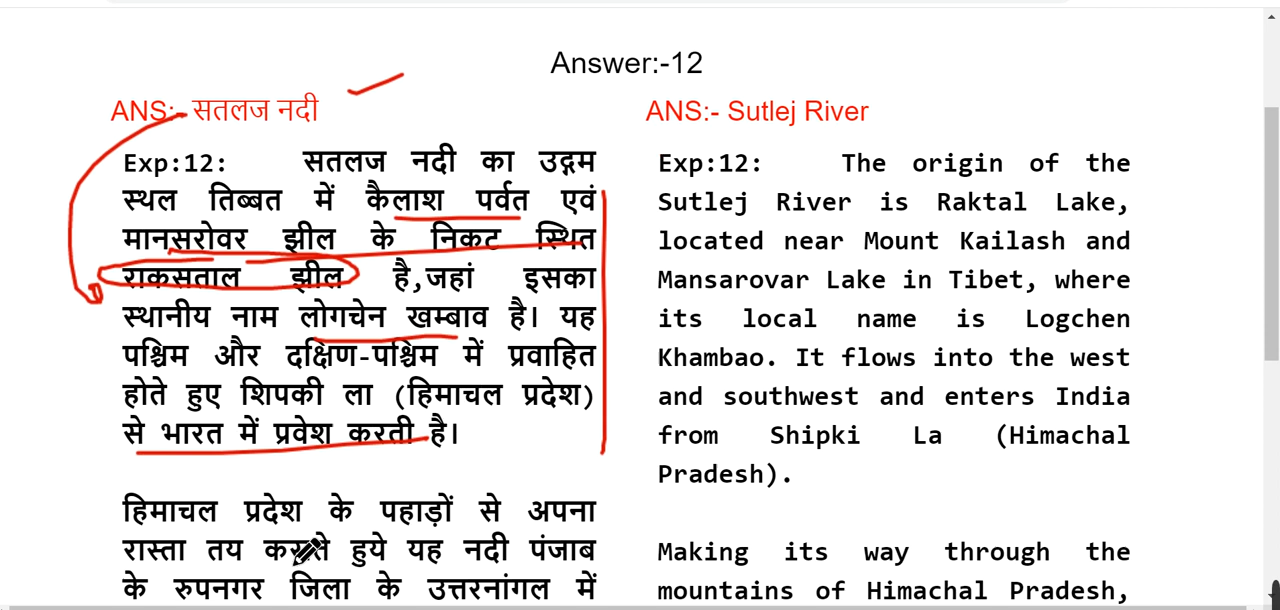 Answer:-12
ANS:- सतलज नदी
Exp:12: सतलज नदी का उद्गम
स्थल तिब्बत में कैलाश पर्वत एवं
मानसरोवर झील के निकट स्थित
राकसताल झील है,जहां इसका
स्थानीय नाम लोगचेन खम्बाव है। यह
पश्चिम और दक्षिण-पश्चिम में प्रवाहित
होते हुए शिपकी ला (हिमाचल प्रदेश)
से भारत में प्रवेश करती है।
हिमाचल प्रदेश के पहाड़ों से अपना
रास्ता तय करते हुये यह नदी पंजाब
के रुपनगर जिला के उत्तरनांगल में
ANS:- Sutlej River
Exp:12: The origin of the
Sutlej River is Raktal Lake,
located near Mount Kailash and
Mansarovar Lake in Tibet, where
its local name is Logchen
Khambao. It flows into the west
and southwest and enters India
from Shipki La (Himachal
Pradesh).
Making its way through the
mountains of Himachal Pradesh,